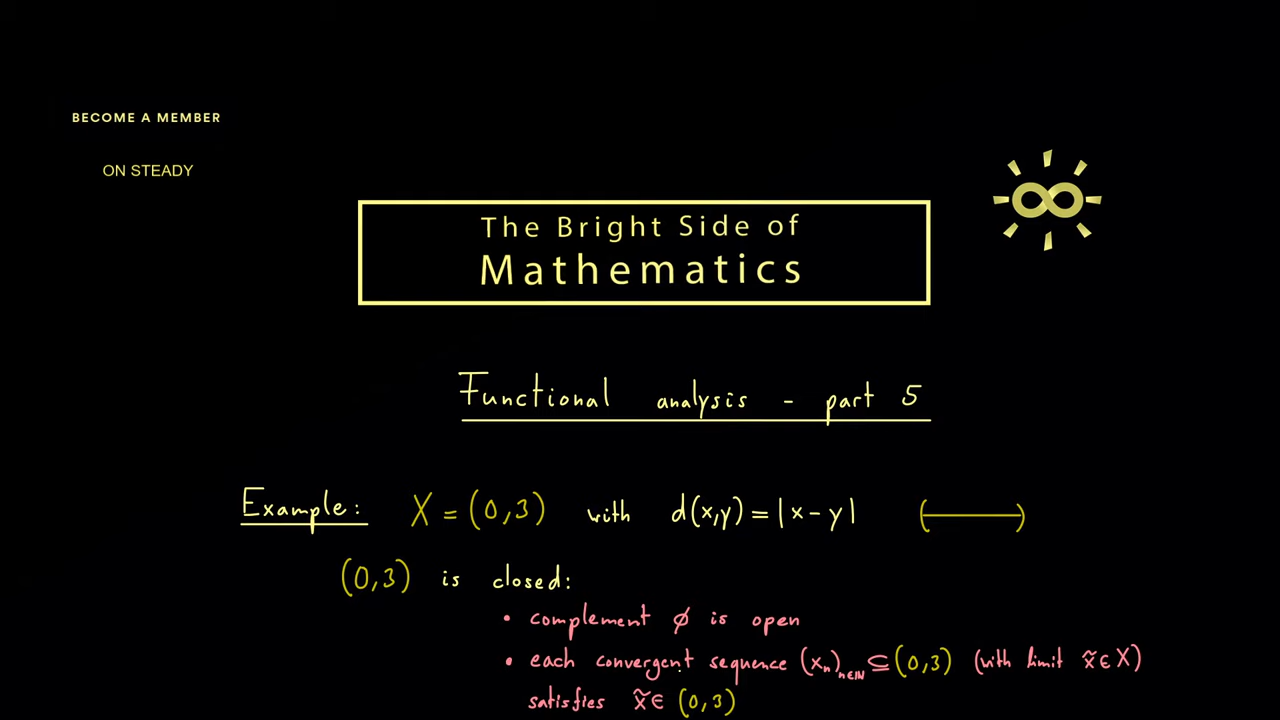 BECOME A MEMBER
ON STEADY
The Bright Side of
Mathematics
Functional analysis - part 5
Example: X = (0,3) with d(x,y) = |x - y|
(0,3) is closed:
• complement ∅ is open
• each convergent sequence (xₙ)ₙ∈ℕ ⊆ (0,3) (with limit x̃ ∈ X)
satisfies x̃ ∈ (0,3)